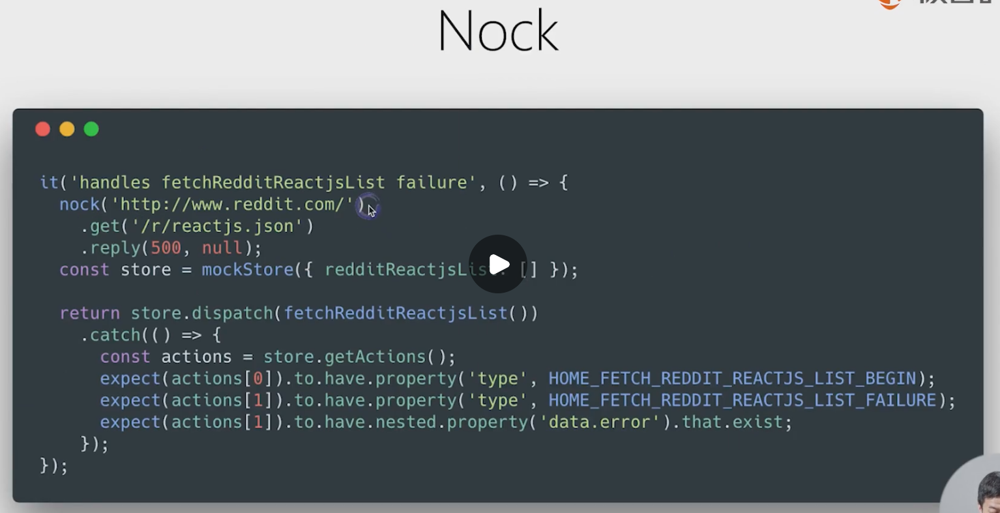 Nock
it('handles fetchRedditReactjsList failure', () => {
  nock('http://www.reddit.com/')
    .get('/r/reactjs.json')
    .reply(500, null);
  const store = mockStore({ redditReactjsList: [] });
  return store.dispatch(fetchRedditReactjsList())
    .catch(() => {
      const actions = store.getActions();
      expect(actions[0]).to.have.property('type', HOME_FETCH_REDDIT_REACTJS_LIST_BEGIN);
      expect(actions[1]).to.have.property('type', HOME_FETCH_REDDIT_REACTJS_LIST_FAILURE);
      expect(actions[1]).to.have.nested.property('data.error').that.exist;
    });
});